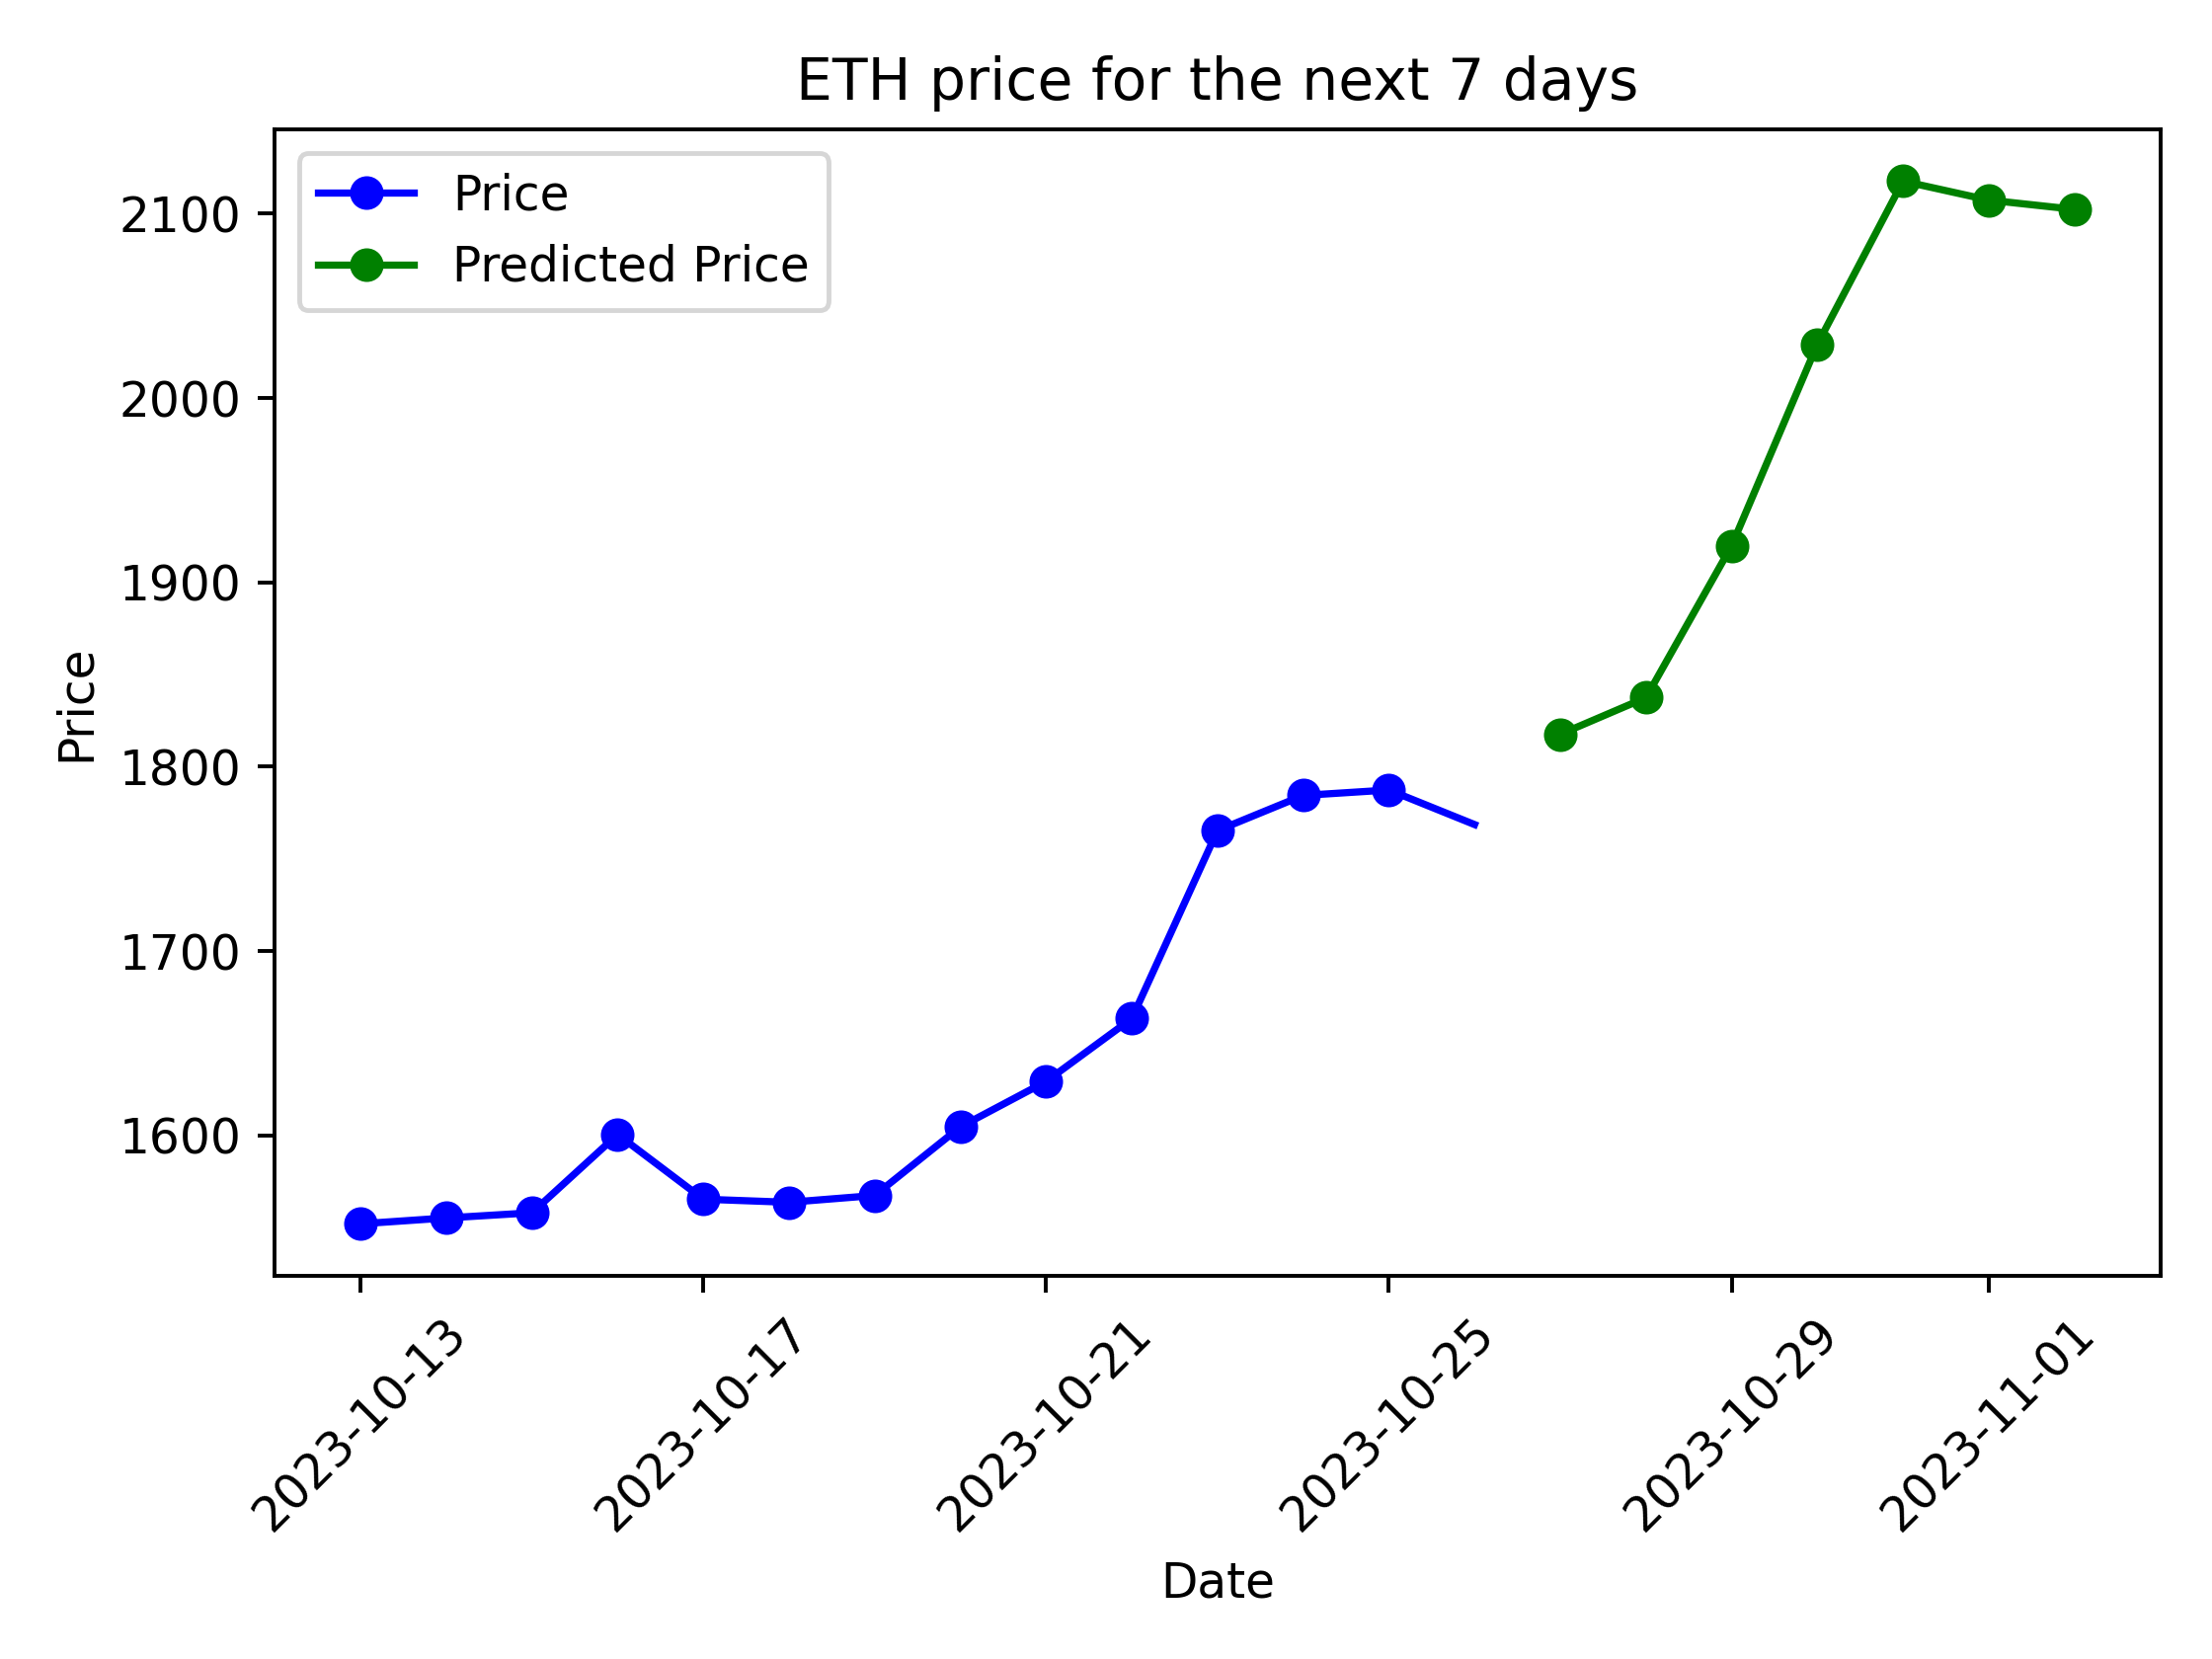 ETH price for the next 7 days
Price
Predicted Price
2100
2000
1900
1800
1700
1600
Price
2023-10-13
2023-10-17
2023-10-21
2023-10-25
2023-10-29
2023-11-01
Date